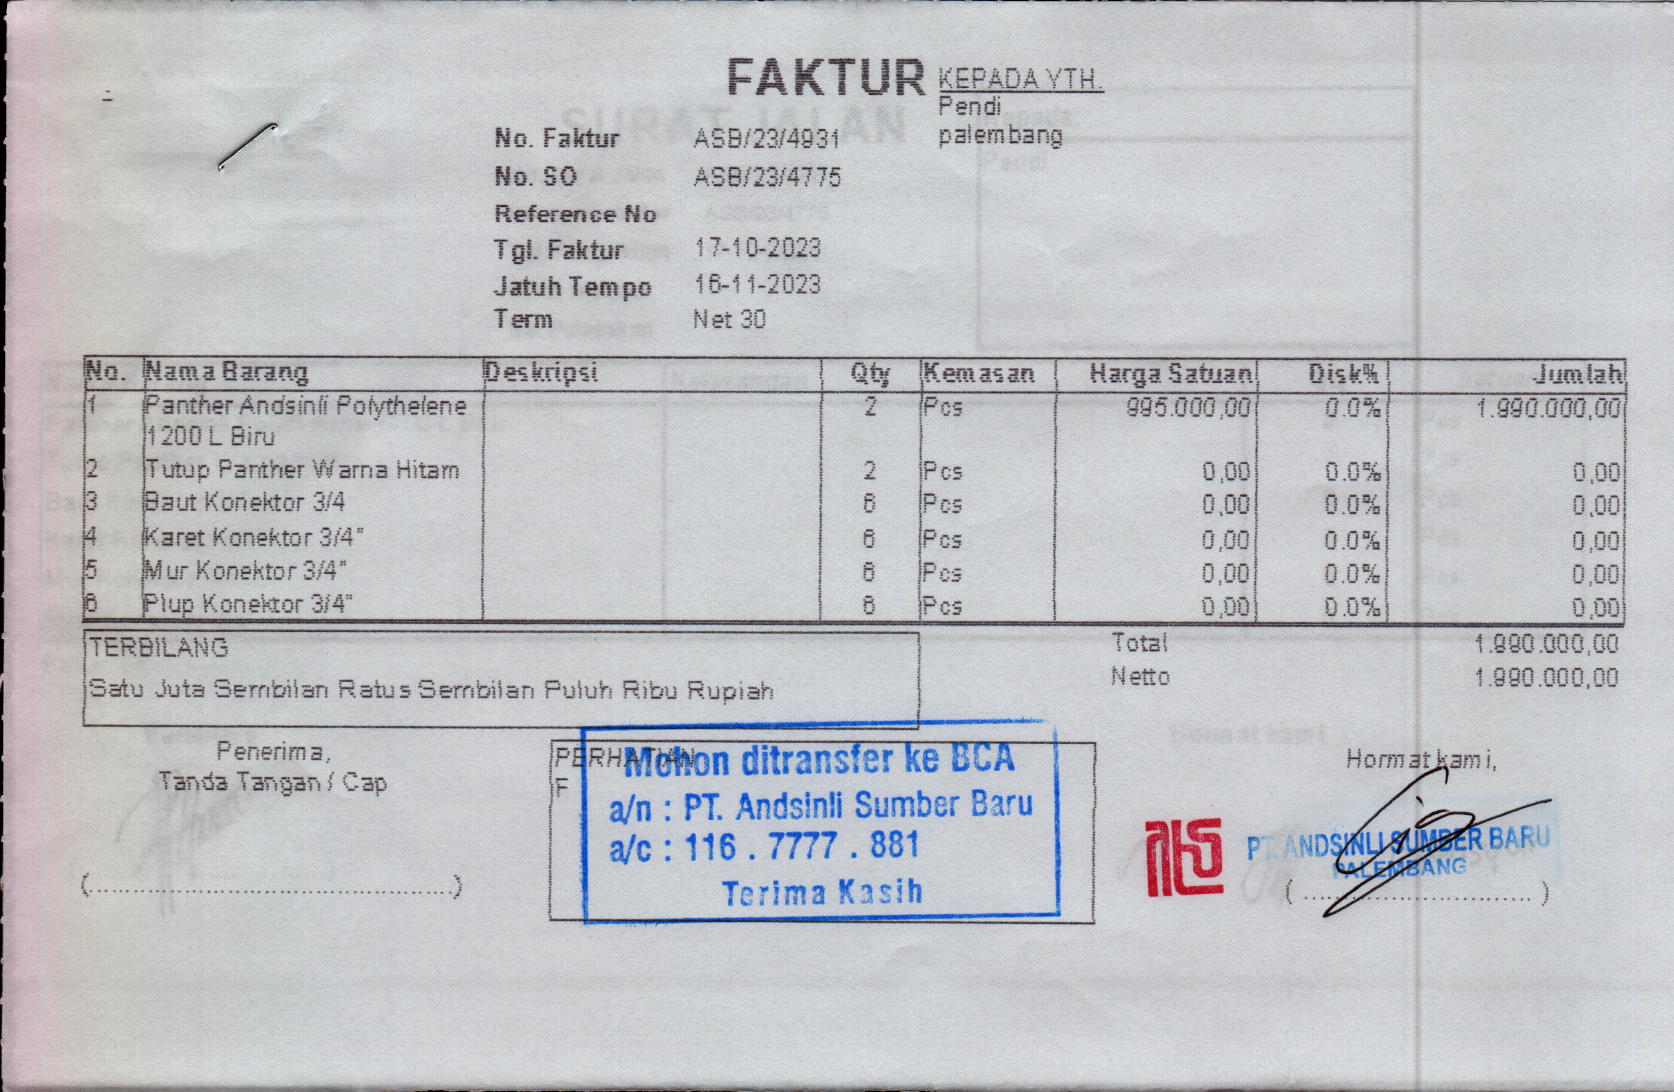 FAKTUR
KEPADA YTH.
Pendi
palembang
No. Faktur ASB/23/4931
No. SO ASB/23/4775
Reference No
Tgl. Faktur 17-10-2023
Jatuh Tempo 16-11-2023
Term Net 30
No. Nama Barang Deskripsi Qty Kemasan Harga Satuan Disk% Jumlah
1 Panther Andsinli Polythelene 2 Pcs 995.000,00 0.0% 1.990.000,00
1200 L Biru
2 Tutup Panther Warna Hitam 2 Pcs 0,00 0.0% 0,00
3 Baut Konektor 3/4 6 Pcs 0,00 0.0% 0,00
4 Karet Konektor 3/4" 6 Pcs 0,00 0.0% 0,00
5 Mur Konektor 3/4" 6 Pcs 0,00 0.0% 0,00
6 Plup Konektor 3/4" 6 Pcs 0,00 0.0% 0,00
TERBILANG
Satu Juta Sembilan Ratus Sembilan Puluh Ribu Rupiah
Total 1.990.000,00
Netto 1.990.000,00
Penerima,
Tanda Tangan / Cap
(..........................................)
PERHATIAN
F
Mohon ditransfer ke BCA
a/n : PT. Andsinli Sumber Baru
a/c : 116 . 7777 . 881
Terima Kasih
Hormat kami,
PT. ANDSINLI SUMBER BARU
PALEMBANG
( ............................ )